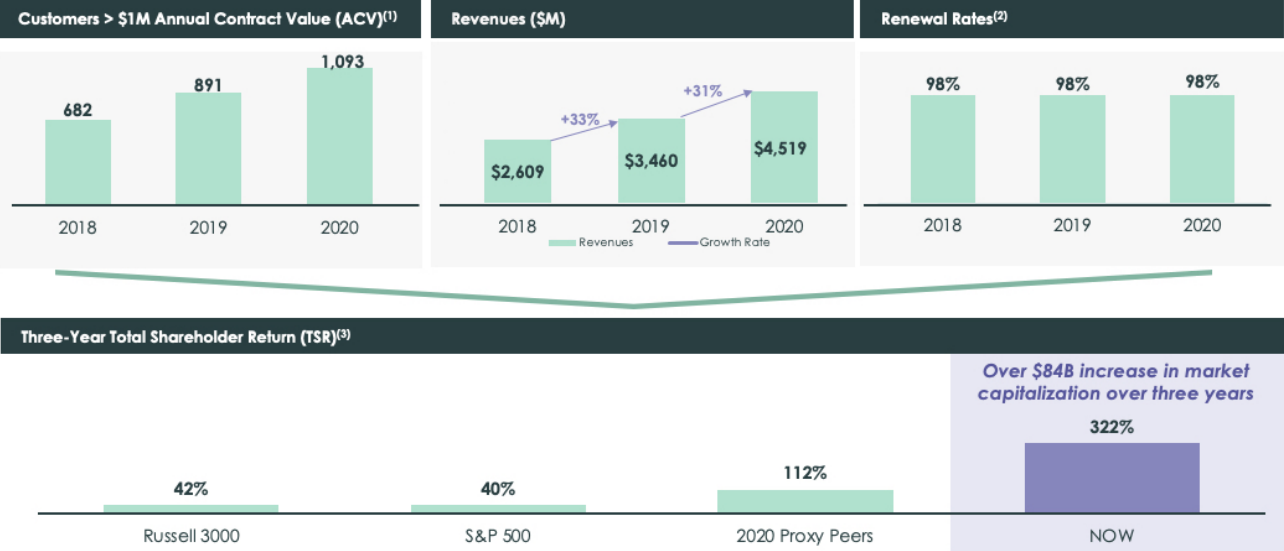 Customers > $1M Annual Contract Value (ACV)(1)
682
891
1,093
2018
2019
2020
Revenues ($M)
+33%
+31%
$2,609
$3,460
$4,519
2018
2019
2020
Revenues
Growth Rate
Renewal Rates(2)
98%
98%
98%
2018
2019
2020
Three-Year Total Shareholder Return (TSR)(3)
Over $84B increase in market
capitalization over three years
42%
40%
112%
322%
Russell 3000
S&P 500
2020 Proxy Peers
NOW